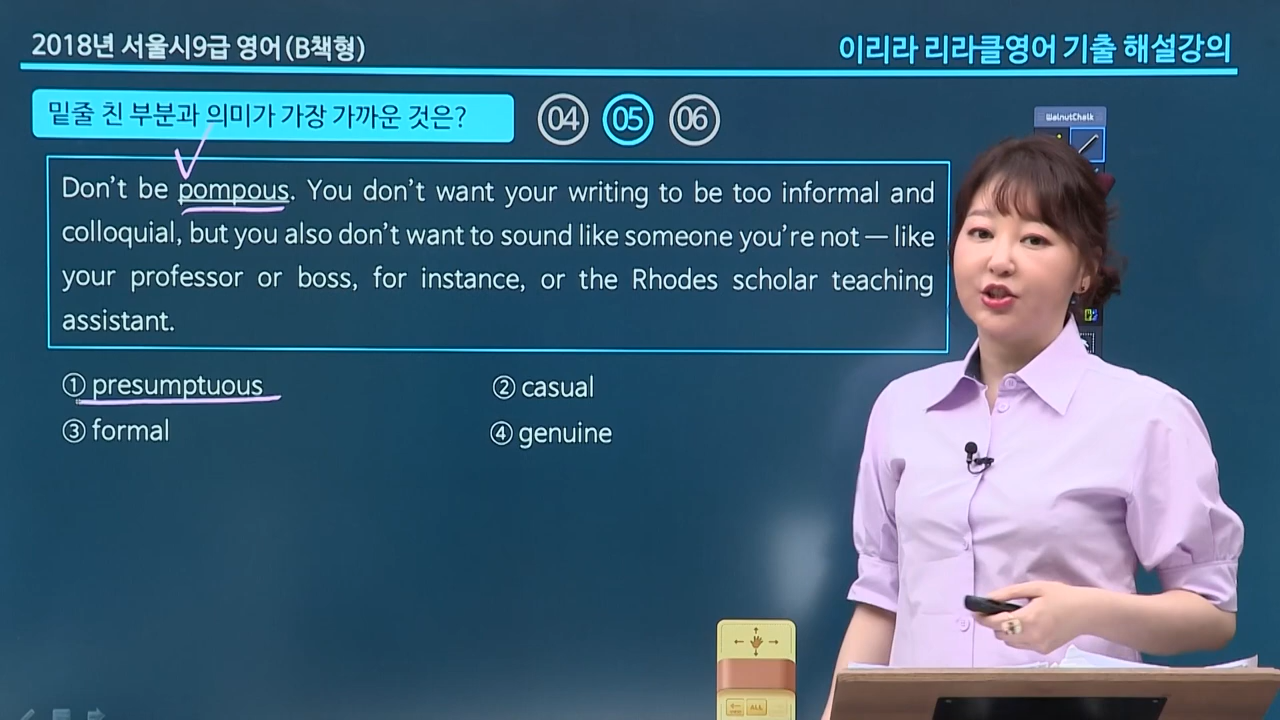 2018년 서울시9급 영어(B책형)
이리라 리라클영어 기출 해설강의
밑줄 친 부분과 의미가 가장 가까운 것은?
04 05 06
WalnutChalk
Don't be pompous. You don't want your writing to be too informal and
colloquial, but you also don't want to sound like someone you're not — like
your professor or boss, for instance, or the Rhodes scholar teaching
assistant.
① presumptuous
② casual
③ formal
④ genuine
ALL